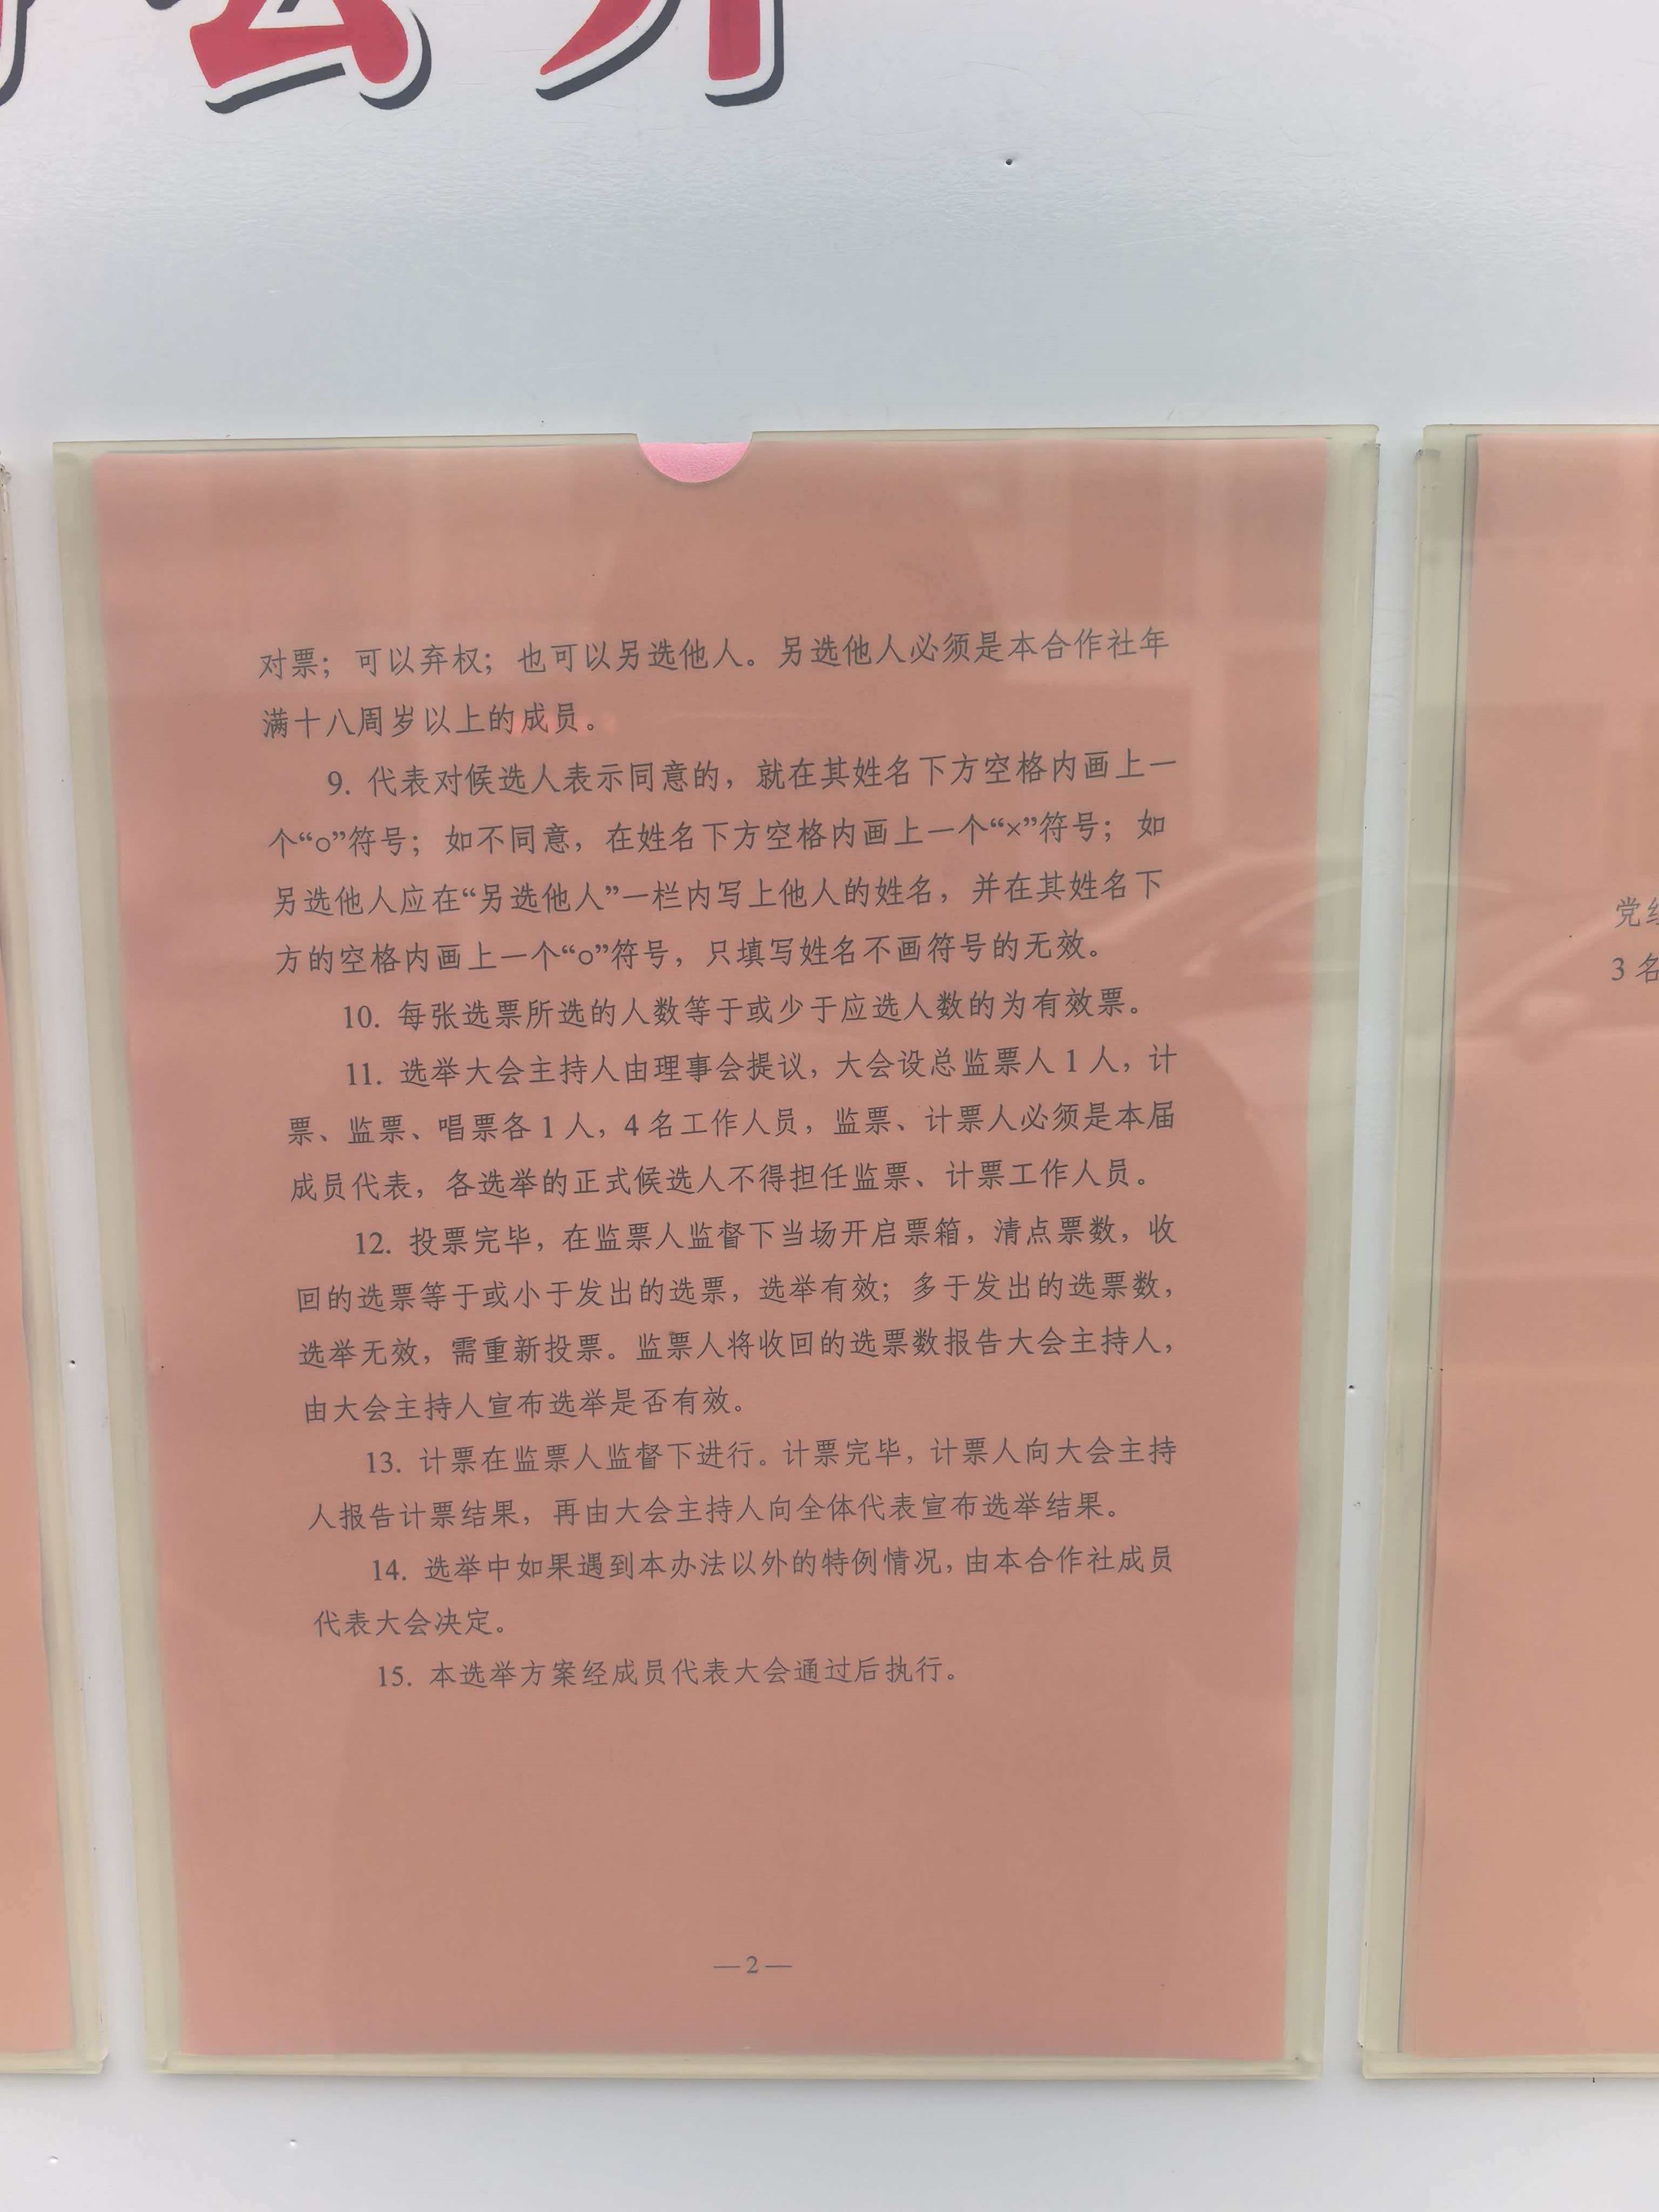 公开
对票；可以弃权；也可以另选他人。另选他人必须是本合作社年
满十八周岁以上的成员。
9. 代表对候选人表示同意的，就在其姓名下方空格内画上一
个“○”符号；如不同意，在姓名下方空格内画上一个“×”符号；如
另选他人应在“另选他人”一栏内写上他人的姓名，并在其姓名下
方的空格内画上一个“○”符号，只填写姓名不画符号的无效。
10. 每张选票所选的人数等于或少于应选人数的为有效票。
11. 选举大会主持人由理事会提议，大会设总监票人1人，计
票、监票、唱票各1人，4名工作人员，监票、计票人必须是本届
成员代表，各选举的正式候选人不得担任监票、计票工作人员。
12. 投票完毕，在监票人监督下当场开启票箱，清点票数，收
回的选票等于或小于发出的选票，选举有效；多于发出的选票数，
选举无效，需重新投票。监票人将收回的选票数报告大会主持人，
由大会主持人宣布选举是否有效。
13. 计票在监票人监督下进行。计票完毕，计票人向大会主持
人报告计票结果，再由大会主持人向全体代表宣布选举结果。
14. 选举中如果遇到本办法以外的特例情况，由本合作社成员
代表大会决定。
15. 本选举方案经成员代表大会通过后执行。
—2—
党
3名